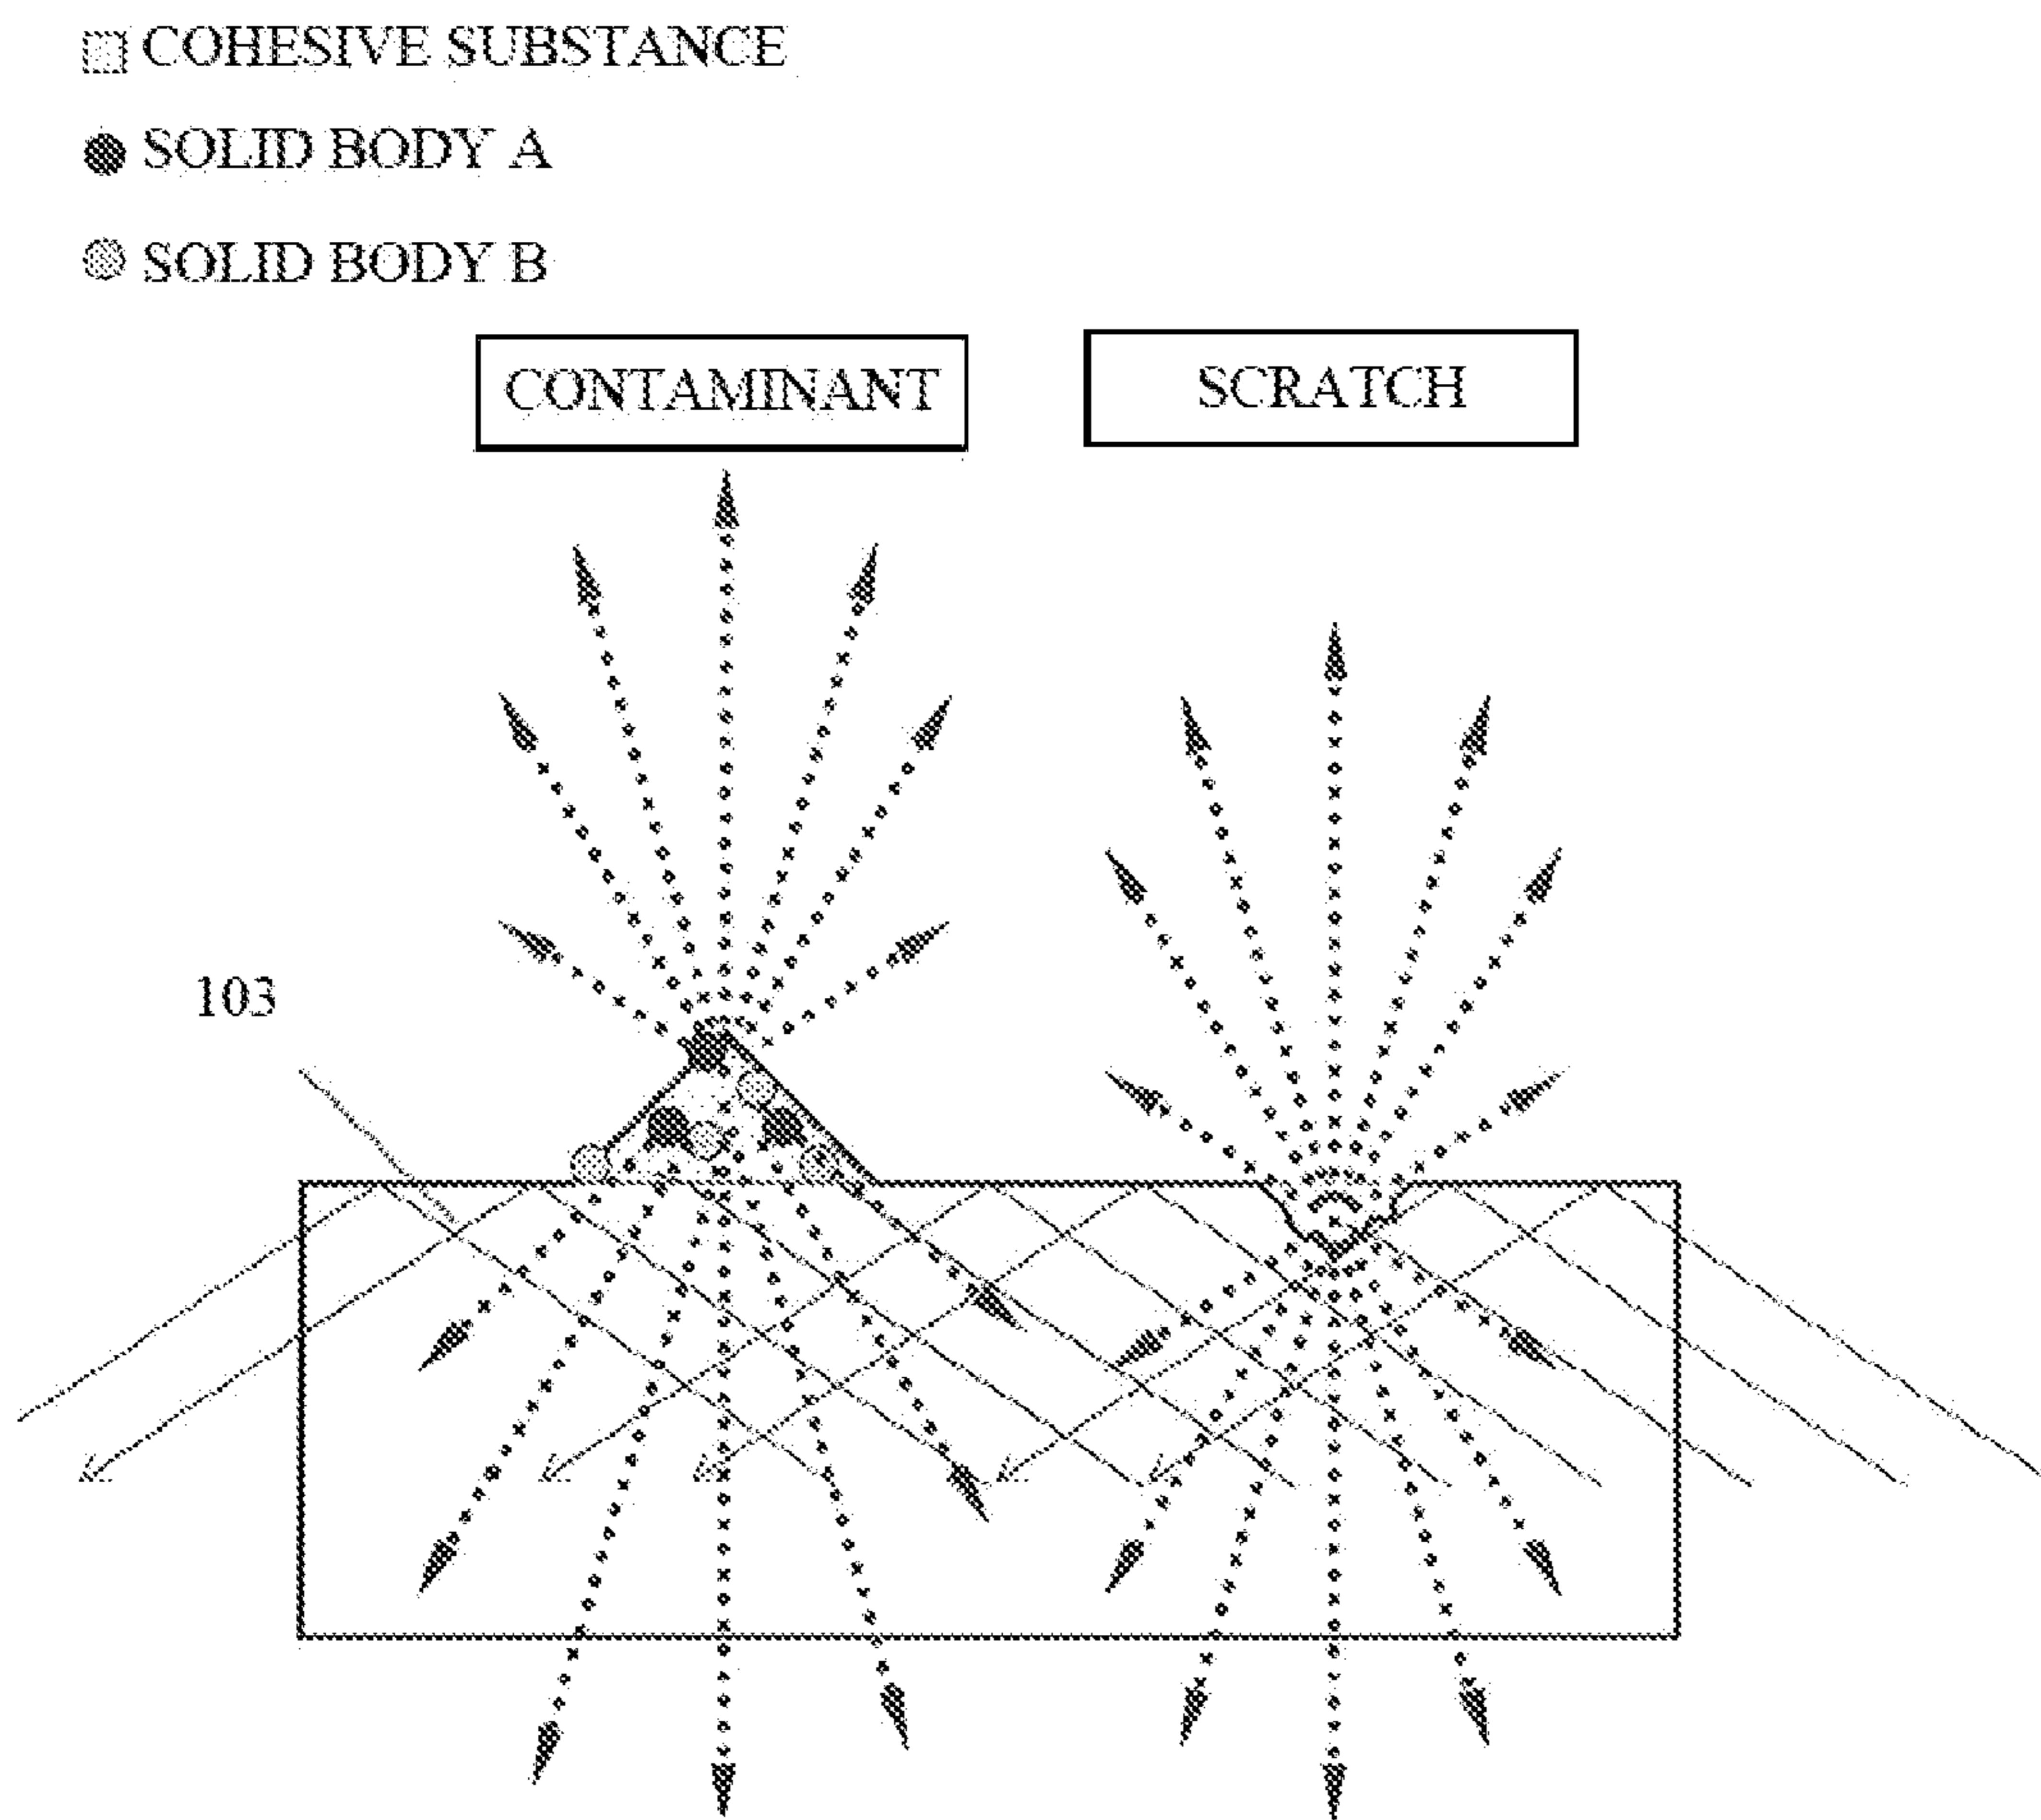 COHESIVE SUBSTANCE
SOLID BODY A
SOLID BODY B
CONTAMINANT
SCRATCH
103